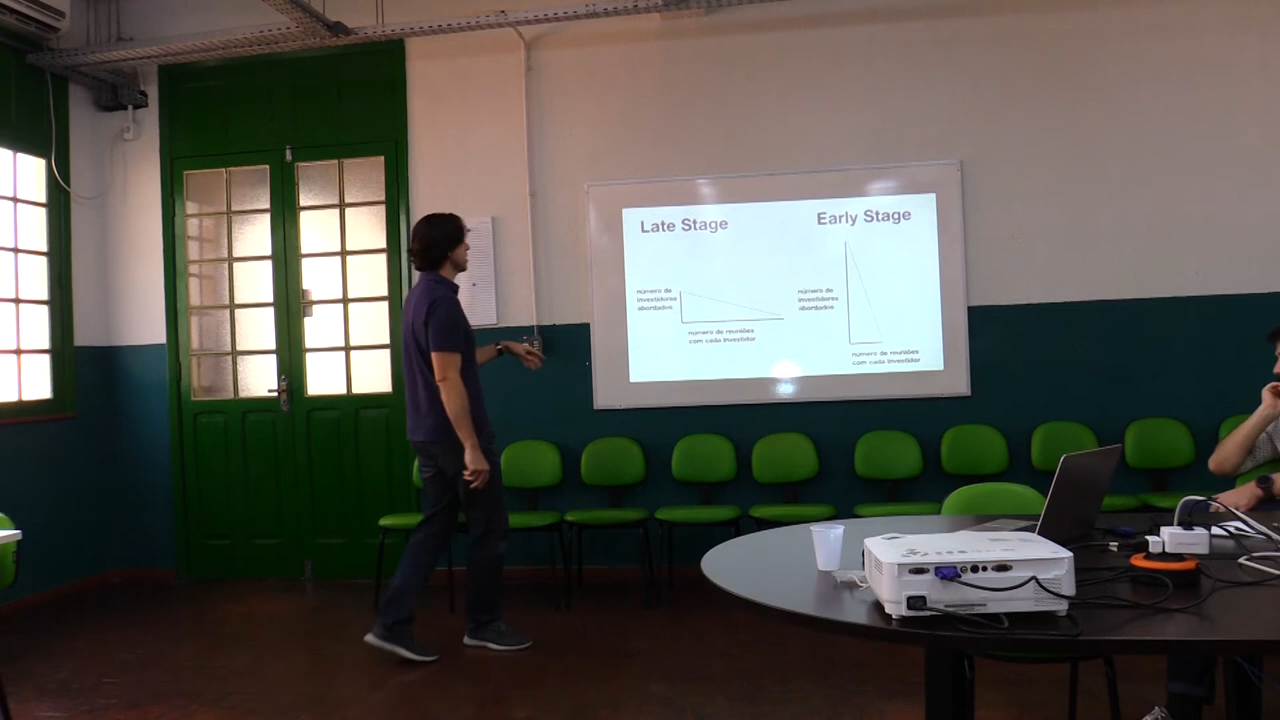 Late Stage
número de
investidores
abordados
número de reuniões
com cada investidor
Early Stage
número de
investidores
abordados
número de reuniões
com cada investidor